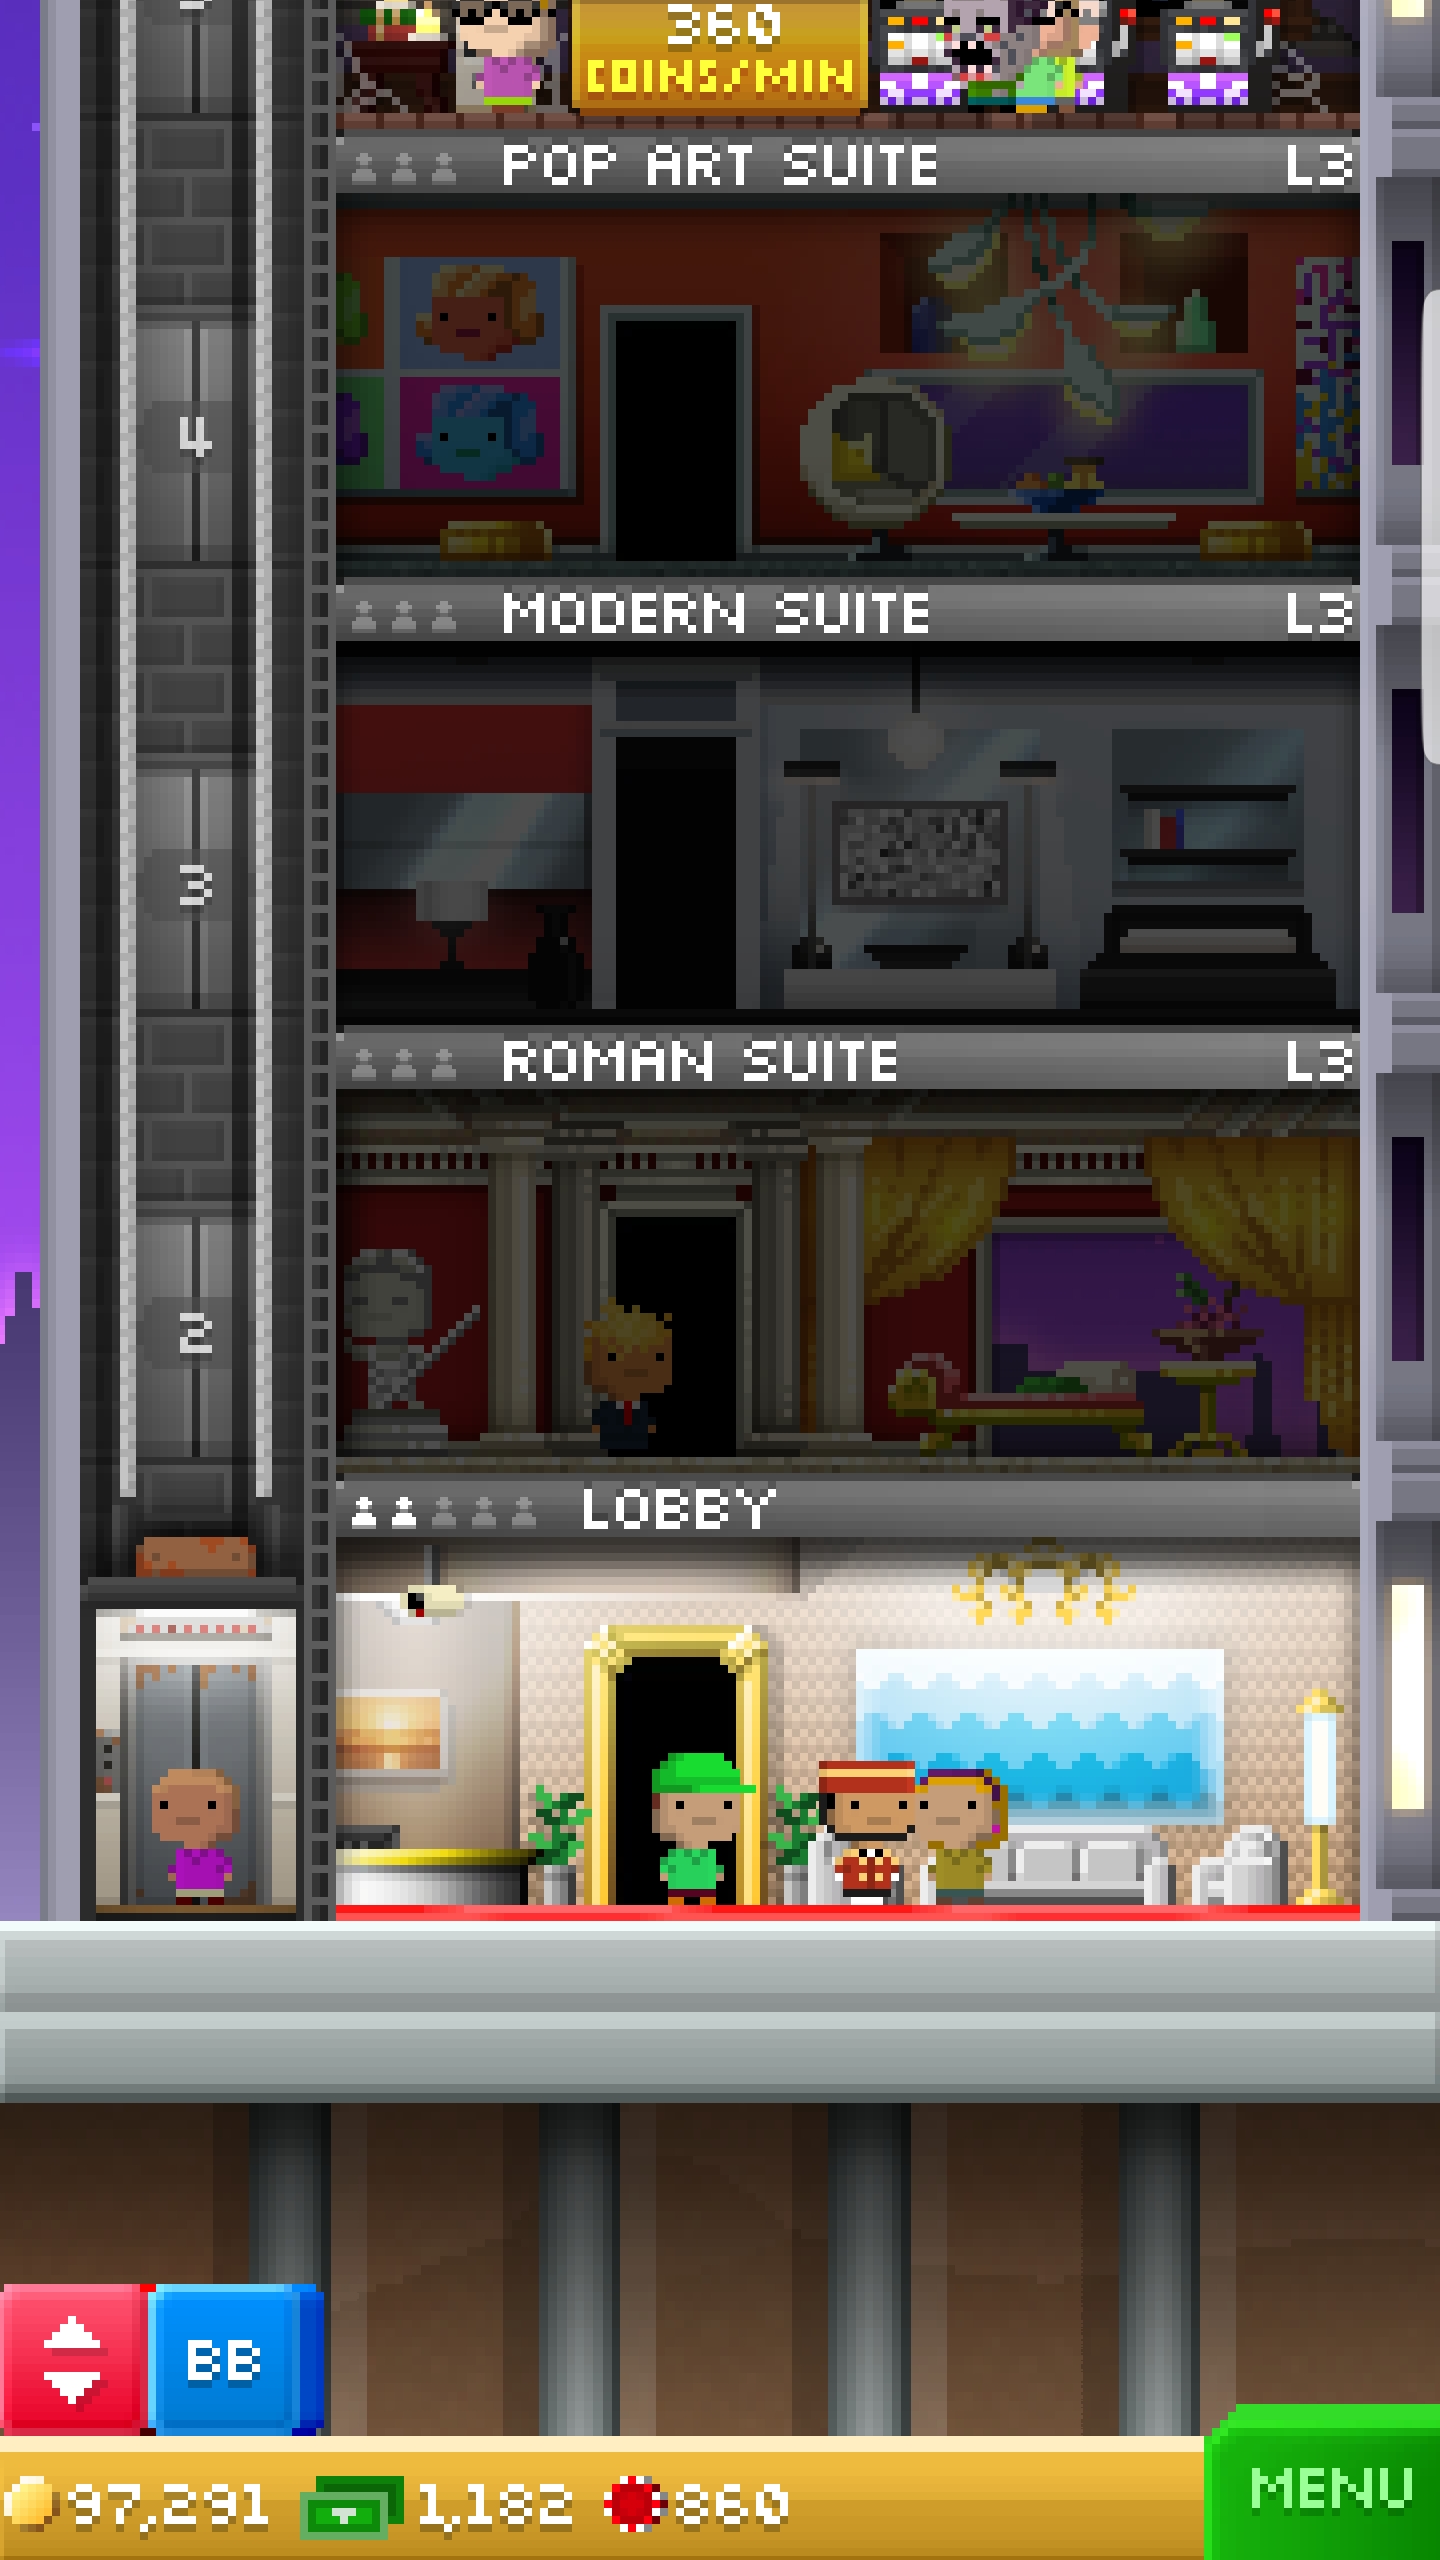 360
COINS/MIN
POP ART SUITE L3
4
MODERN SUITE L3
3
ROMAN SUITE L3
2
LOBBY
BB
97,291 1,182 860
MENU